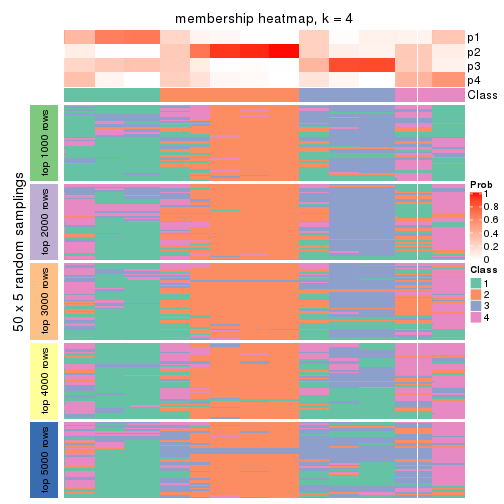 membership heatmap, k = 4
p1
p2
p3
p4
Class
50 x 5 random samplings
top 1000 rows
top 2000 rows
top 3000 rows
top 4000 rows
top 5000 rows
Prob
1
0.8
0.6
0.4
0.2
0
Class
1
2
3
4